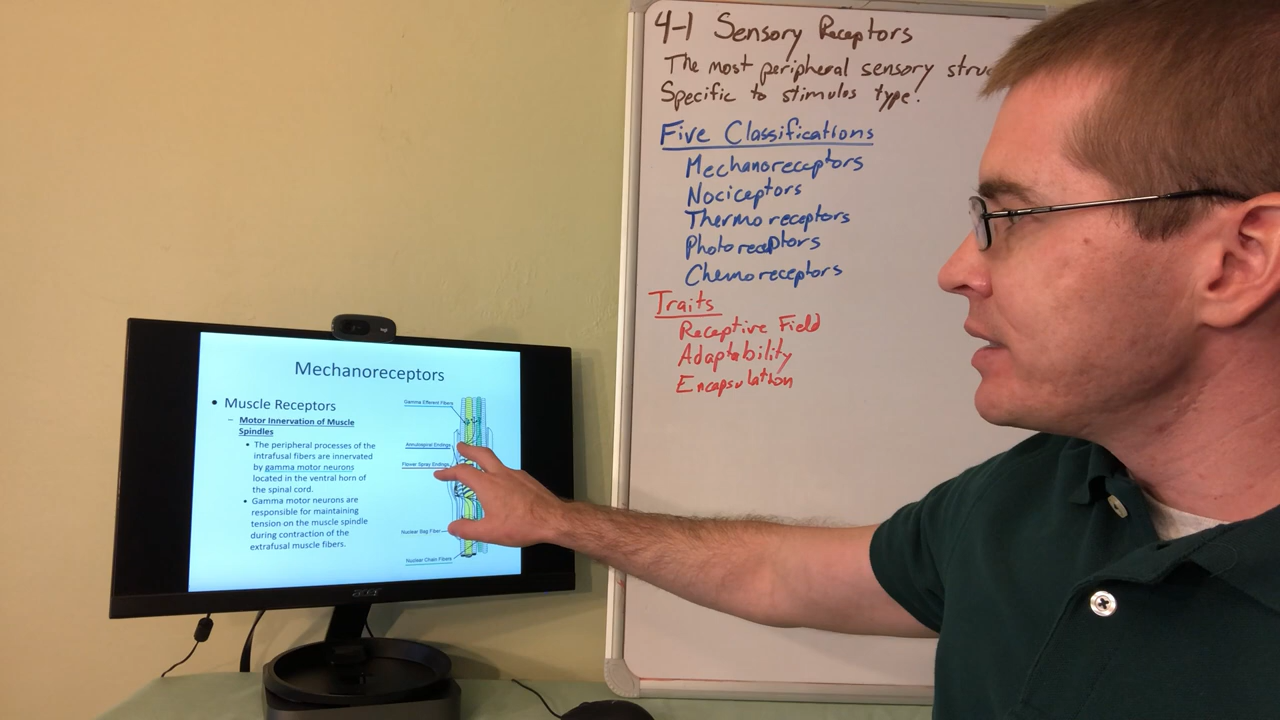 4-1 Sensory Receptors
The most peripheral sensory
Specific to stimulus type!
Five Classifications
Mechanoreceptors
Nociceptors
Thermoreceptors
Photoreceptors
Chemoreceptors
Traits
Receptive Field
Adaptability
Encapsulation
Mechanoreceptors
• Muscle Receptors
– Motor Innervation of Muscle
Spindles
• The peripheral processes of the
intrafusal fibers are innervated
by gamma motor neurons
located in the ventral horn of
the spinal cord.
• Gamma motor neurons are
responsible for maintaining
tension on the muscle spindle
during contraction of the
extrafusal muscle fibers.
Gamma Efferent Fibers
Annulospiral Endings
Flower Spray Endings
Nuclear Bag Fiber
Nuclear Chain Fibers
acer